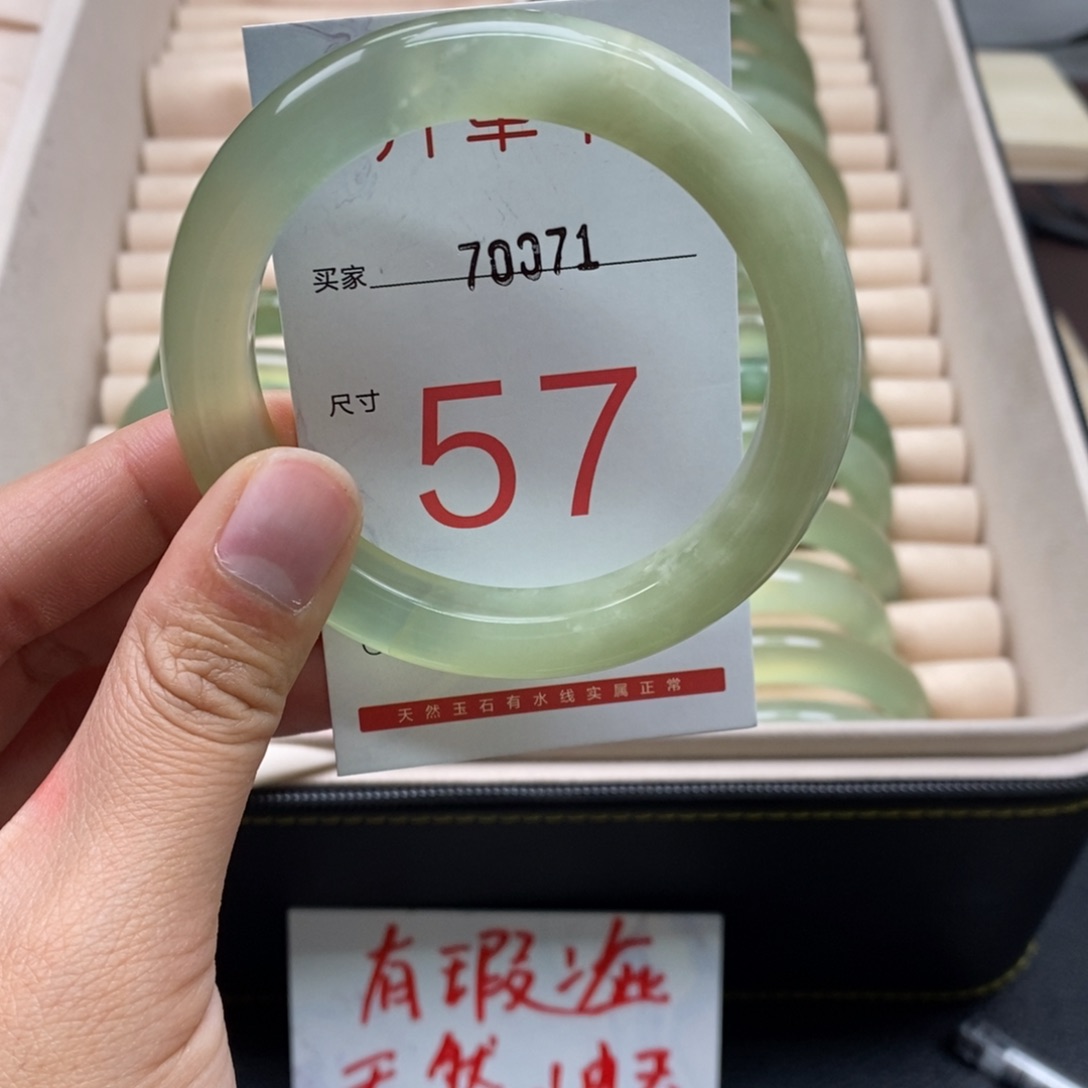 买家 70371
尺寸 57
天然玉石有水线实属正常
有瑕疵
天然